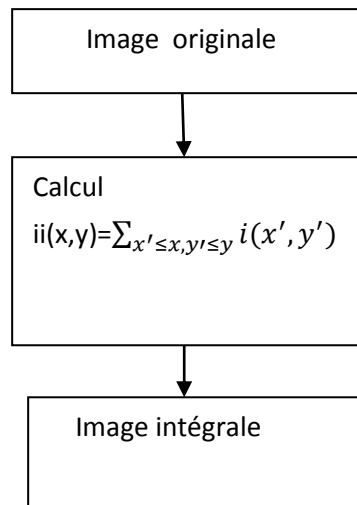 Image originale
Calcul
ii(x,y)=∑x′≤x,y′≤y i(x′, y′)
Image intégrale